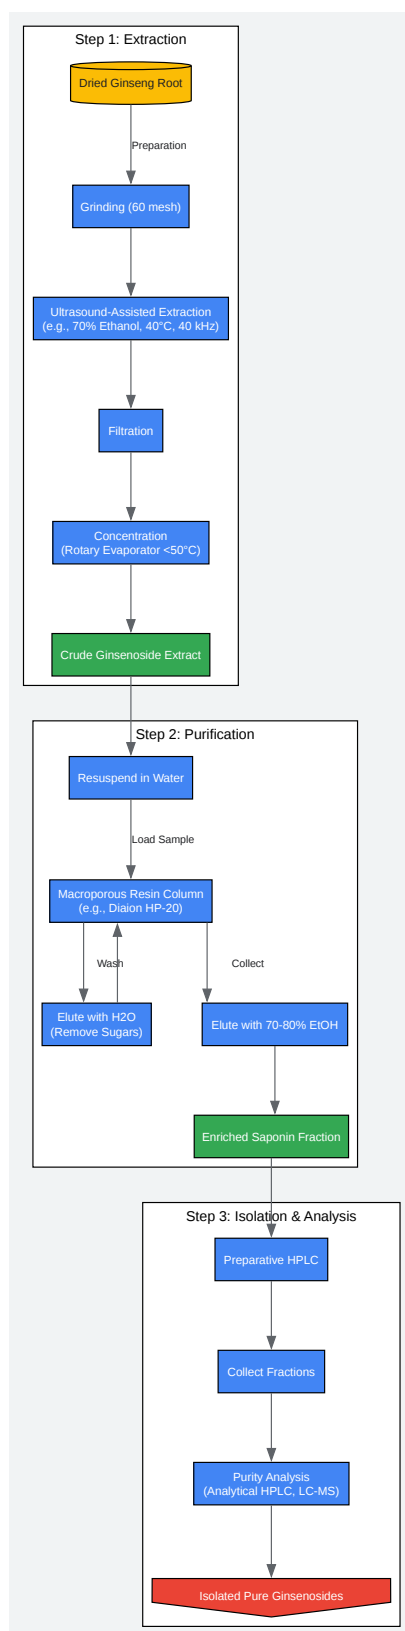 Step 1: Extraction
Dried Ginseng Root
Preparation
Grinding (60 mesh)
Ultrasound-Assisted Extraction
(e.g., 70% Ethanol, 40°C, 40 kHz)
Filtration
Concentration
(Rotary Evaporator <50°C)
Crude Ginsenoside Extract
Step 2: Purification
Resuspend in Water
Load Sample
Macroporous Resin Column
(e.g., Diaion HP-20)
Wash
Collect
Elute with H2O
(Remove Sugars)
Elute with 70-80% EtOH
Enriched Saponin Fraction
Step 3: Isolation & Analysis
Preparative HPLC
Collect Fractions
Purity Analysis
(Analytical HPLC, LC-MS)
Isolated Pure Ginsenosides